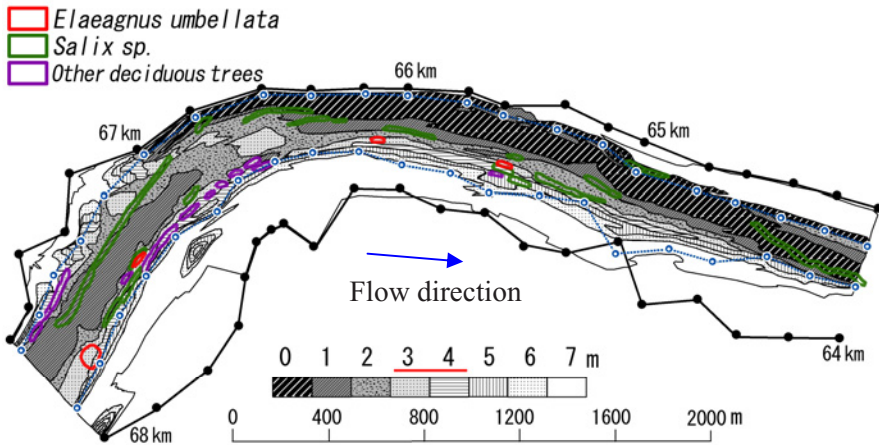 Elaeagnus umbellata
Salix sp.
Other deciduous trees
66 km
67 km
65 km
Flow direction
64 km
0 1 2 3 4 5 6 7 m
68 km
0 400 800 1200 1600 2000 m